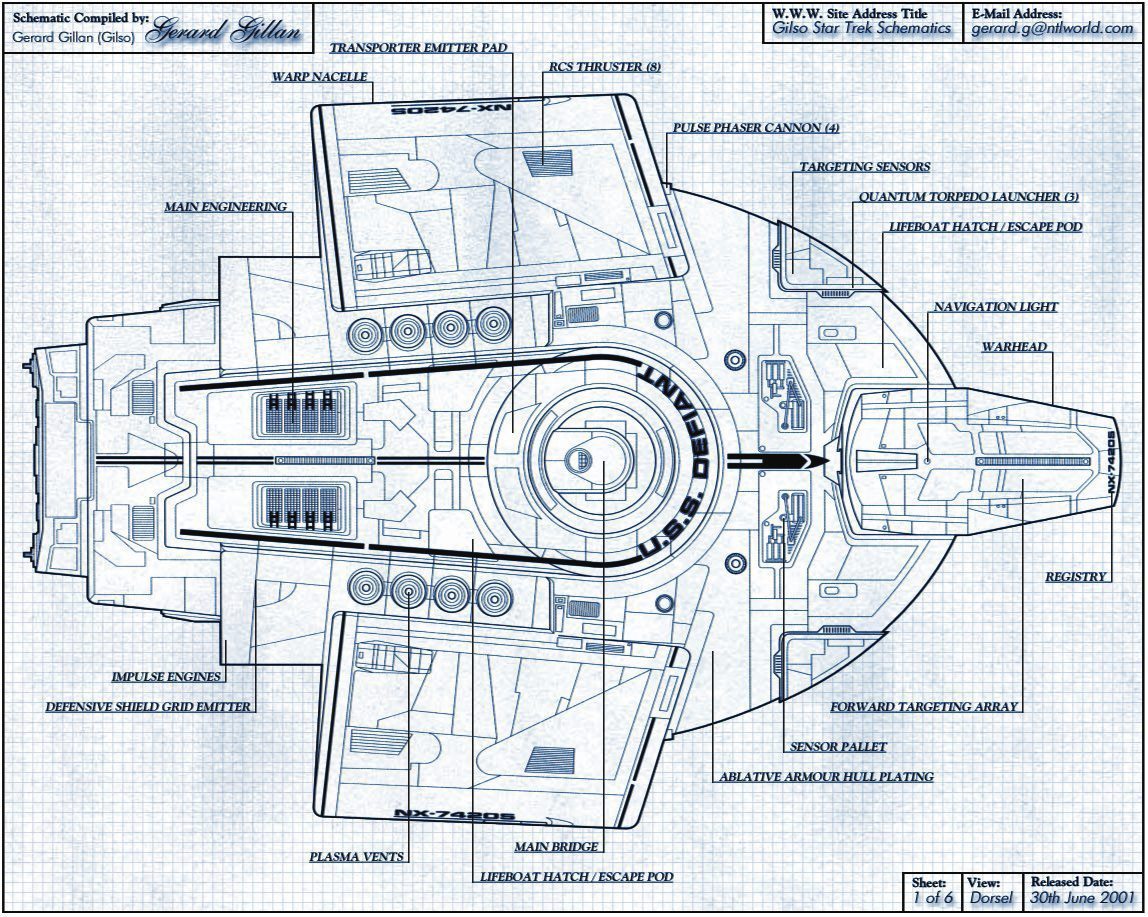 Schematic Compiled by:
Gerard Gillan (Gilso)
Gerard Gillan
W.W.W. Site Address Title
Gilso Star Trek Schematics
E-Mail Address:
gerard.g@ntlworld.com
TRANSPORTER EMITTER PAD
WARP NACELLE
RCS THRUSTER (8)
NX-74205
PULSE PHASER CANNON (4)
TARGETING SENSORS
QUANTUM TORPEDO LAUNCHER (3)
MAIN ENGINEERING
LIFEBOAT HATCH / ESCAPE POD
NAVIGATION LIGHT
WARHEAD
U.S.S. DEFIANT
NX-74205
REGISTRY
IMPULSE ENGINES
DEFENSIVE SHIELD GRID EMITTER
FORWARD TARGETING ARRAY
SENSOR PALLET
ABLATIVE ARMOUR HULL PLATING
NX-74205
MAIN BRIDGE
PLASMA VENTS
LIFEBOAT HATCH / ESCAPE POD
Sheet:
1 of 6
View:
Dorsel
Released Date:
30th June 2001